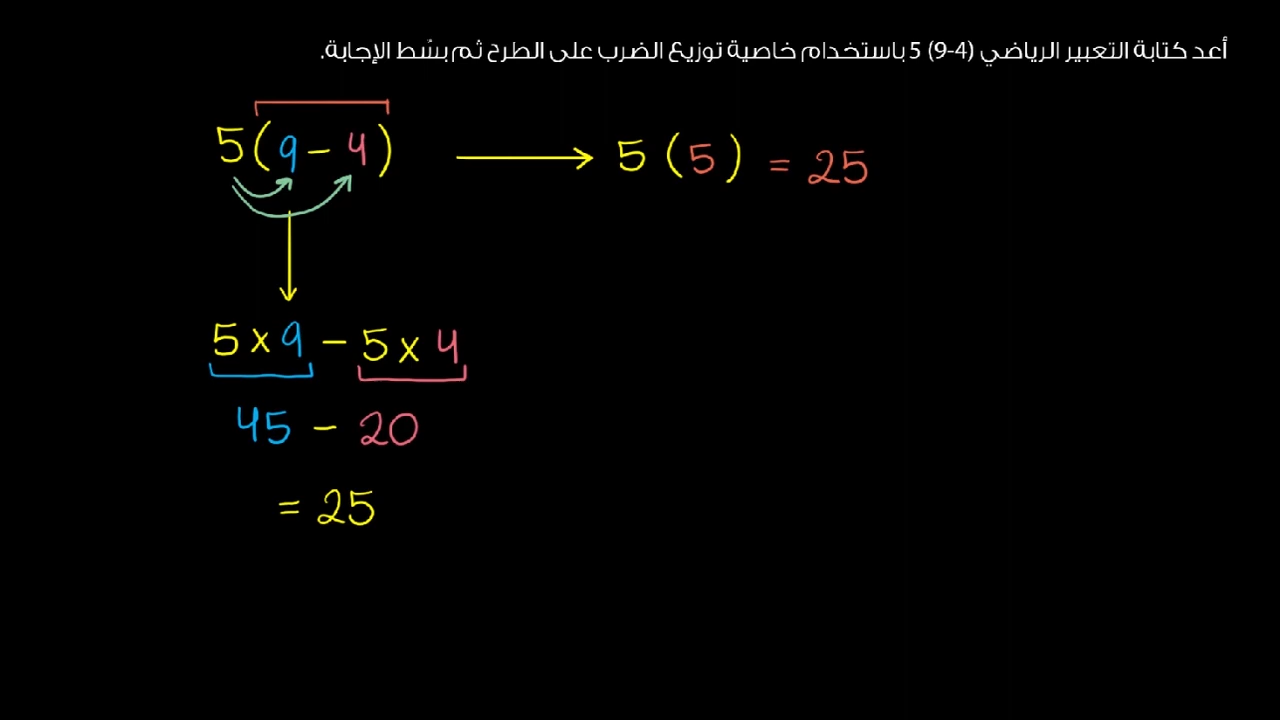 أعد كتابة التعبير الرياضي (4-9) 5 باستخدام خاصية توزيع الضرب على الطرح ثم بسّط الإجابة.
5(9-4) → 5(5) = 25
5×9 - 5×4
45 - 20
= 25